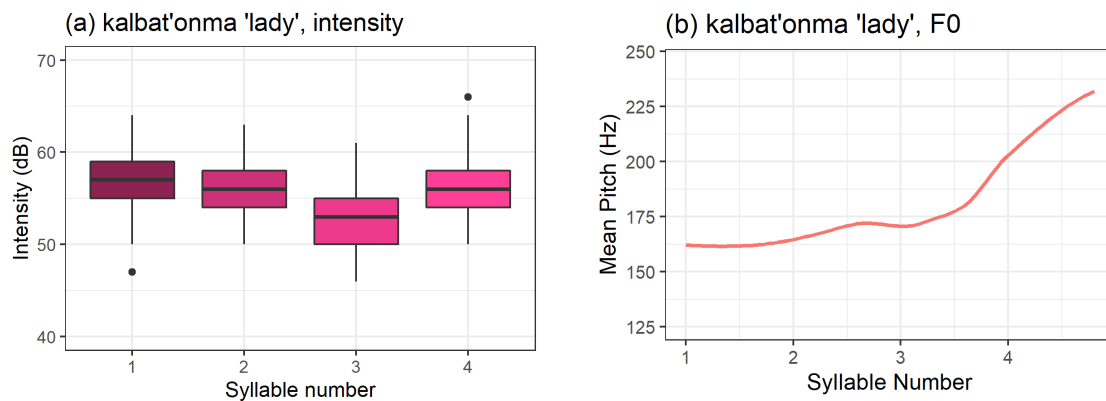 (a) kalbat'onma 'lady', intensity
70
60
50
40
Intensity (dB)
1 2 3 4
Syllable number
(b) kalbat'onma 'lady', F0
250
225
200
175
150
125
Mean Pitch (Hz)
1 2 3 4
Syllable Number